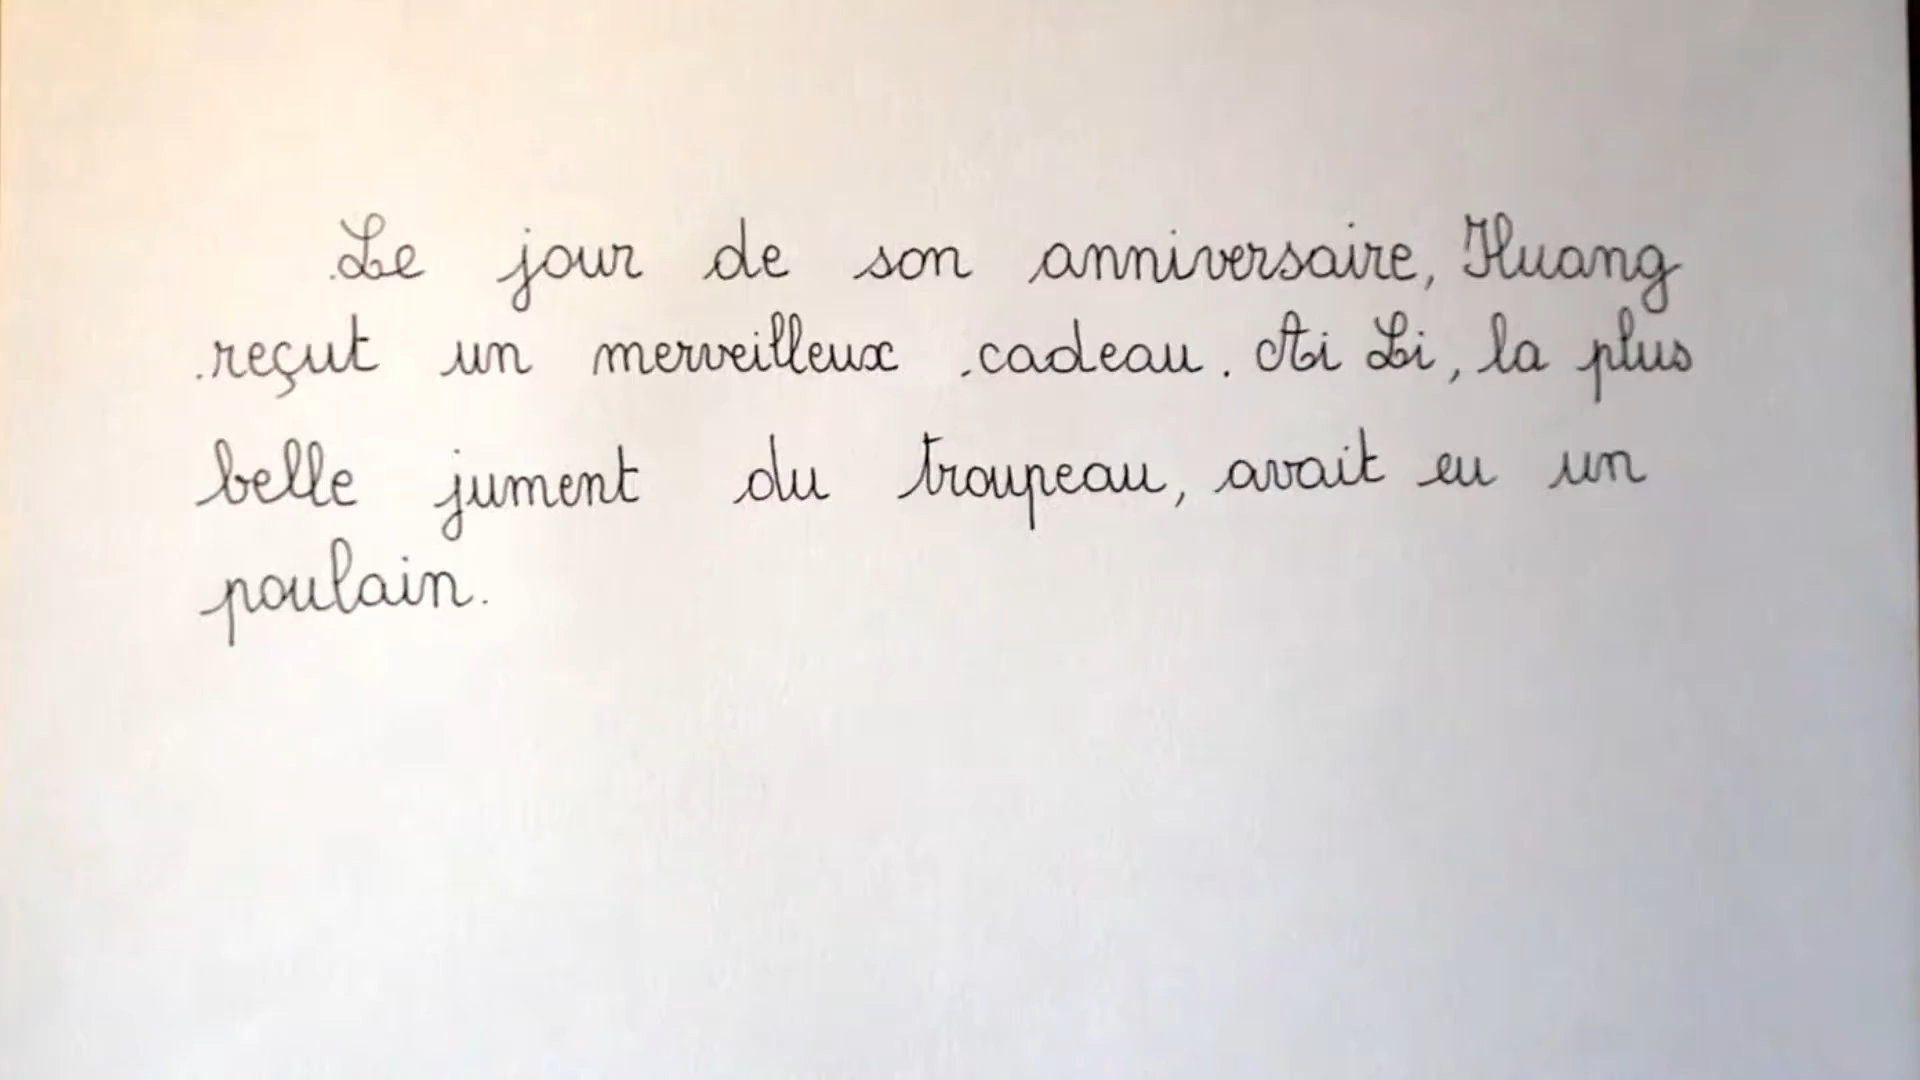 Le jour de son anniversaire, Huang
reçut un merveilleux cadeau. Ai Li, la plus
belle jument du troupeau, avait eu un
poulain.